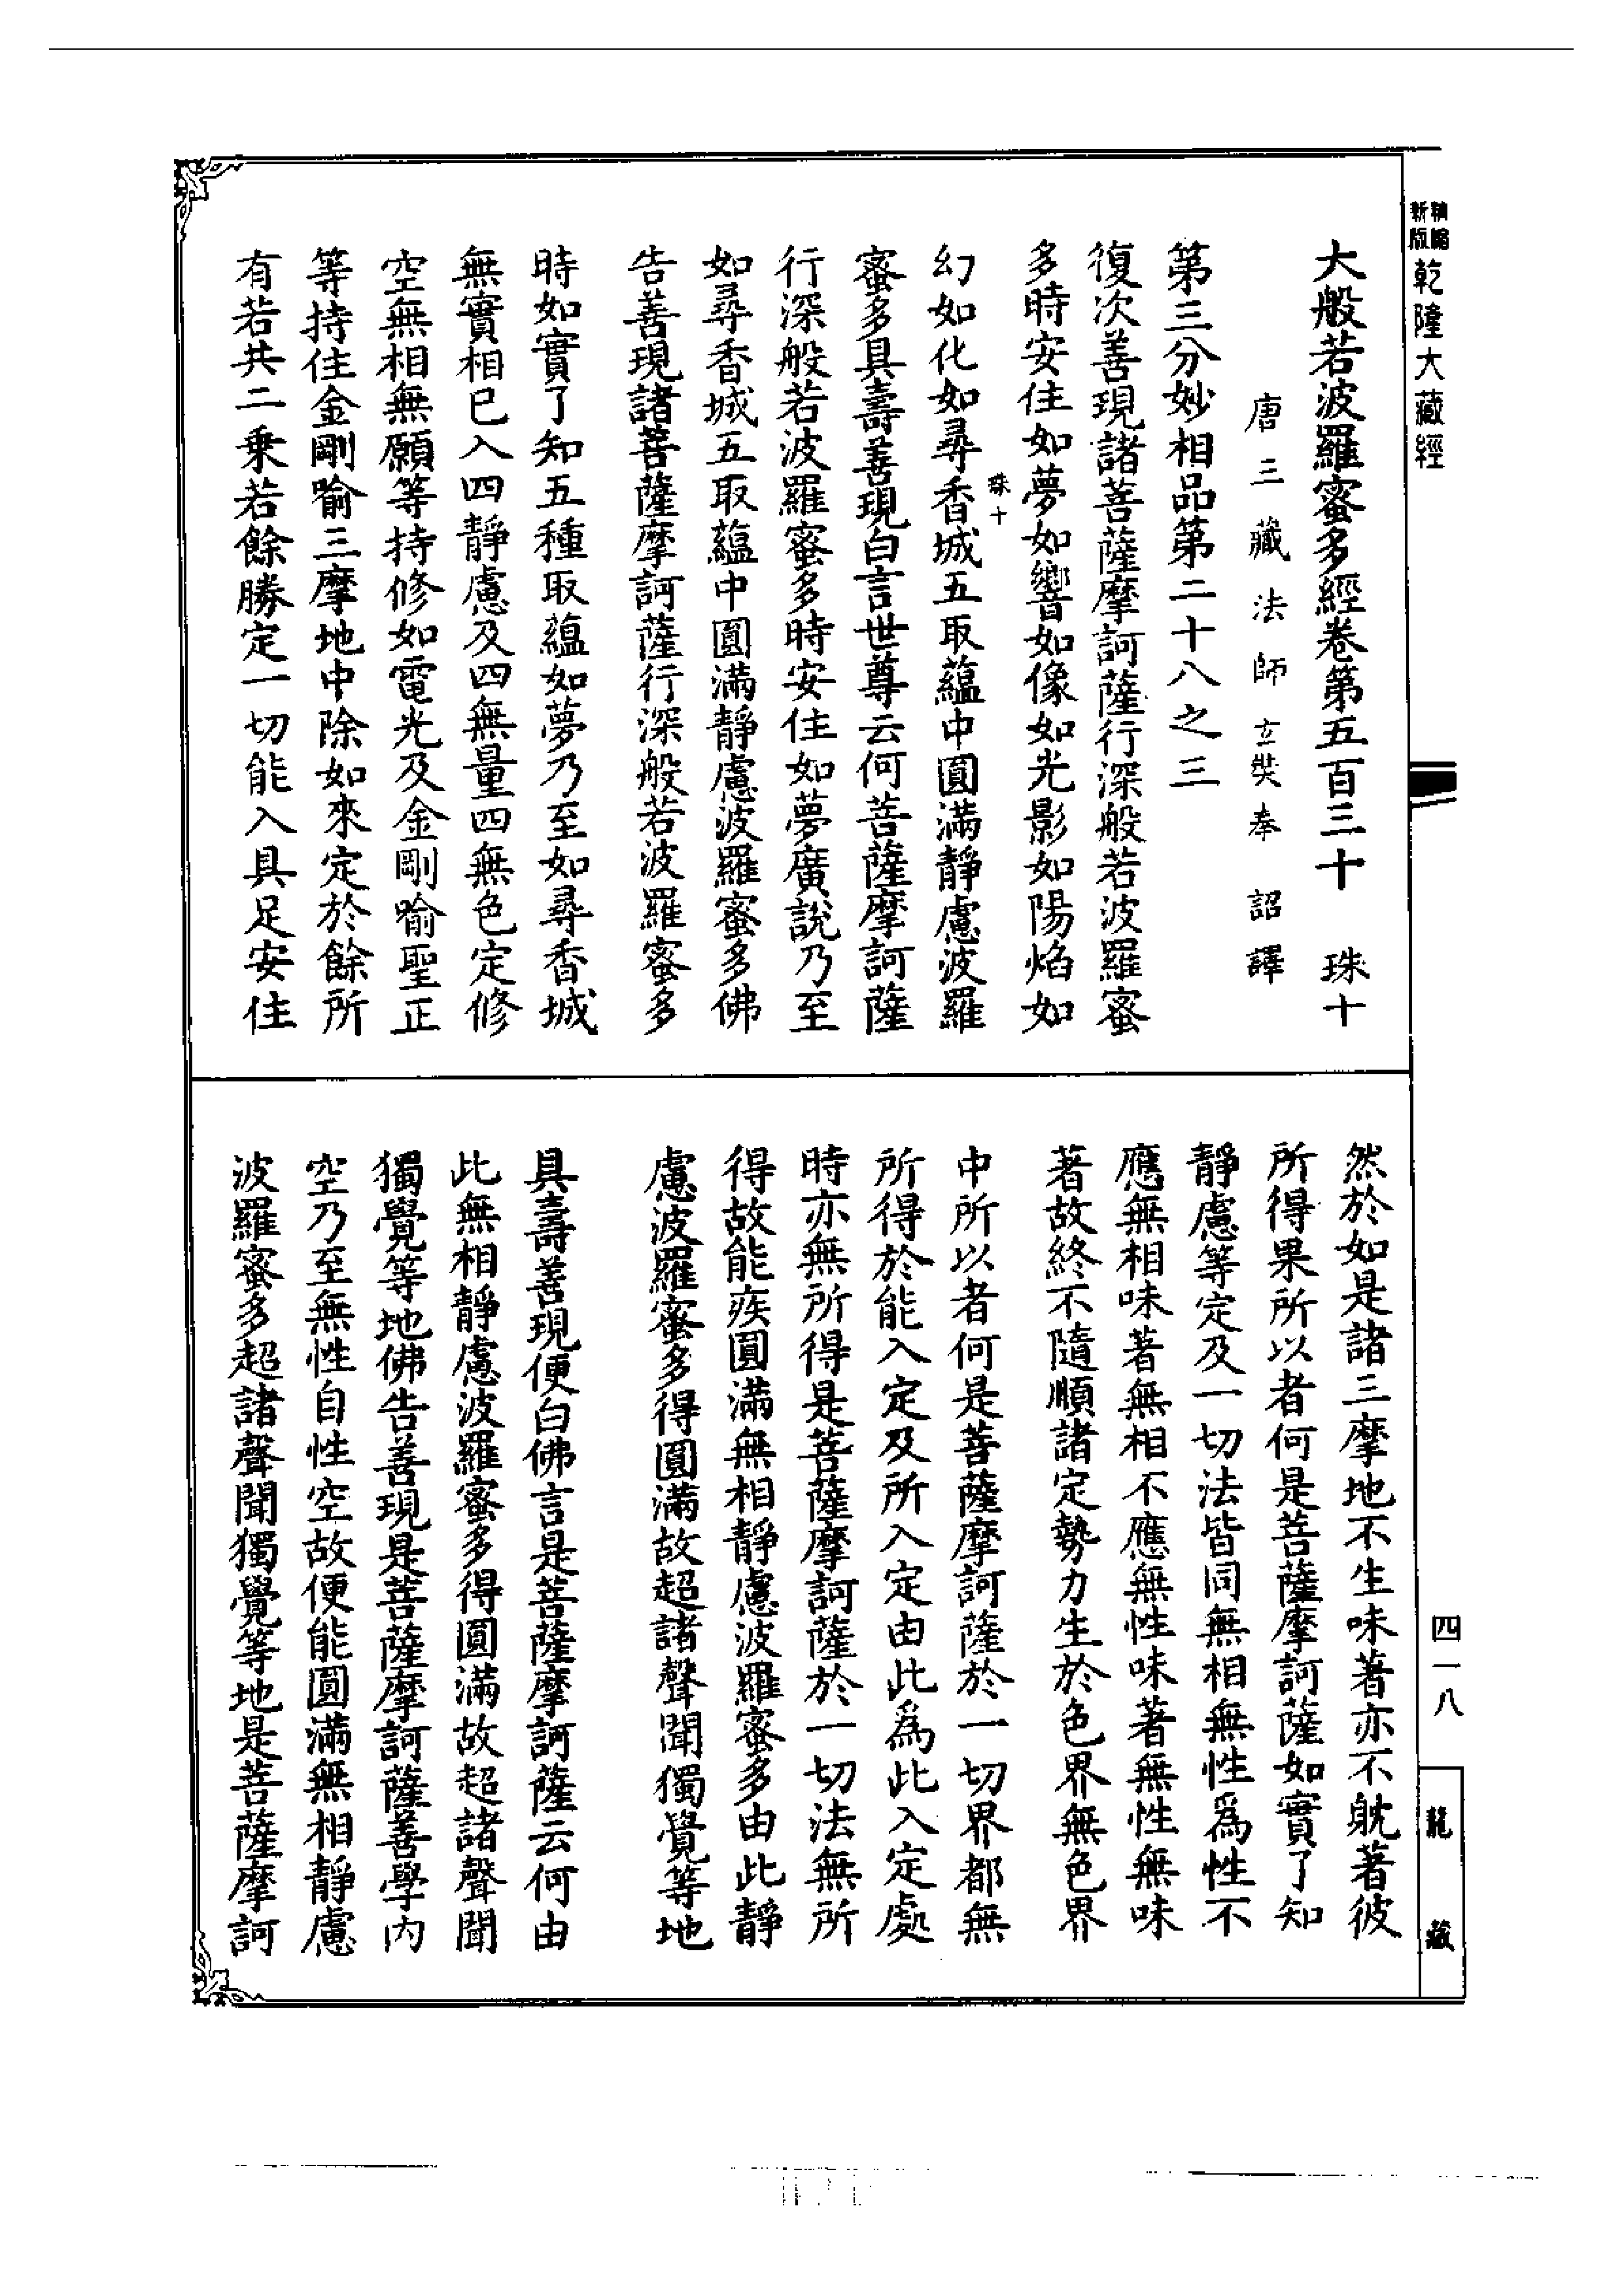 新版精縮
乾隆大藏經
四一八
龍藏
大般若波羅蜜多經卷第五百三十　珠十
唐三藏法師玄奘奉　詔譯
第三分妙相品第二十八之三
復次善現諸菩薩摩訶薩行深般若波羅蜜
多時安住如夢如響如像如光影如陽焰如
珠十
幻如化如尋香城五取蘊中圓滿靜慮波羅
蜜多具壽善現白言世尊云何菩薩摩訶薩
行深般若波羅蜜多時安住如夢廣說乃至
如尋香城五取蘊中圓滿靜慮波羅蜜多佛
告善現諸菩薩摩訶薩行深般若波羅蜜多
時如實了知五種取蘊如夢乃至如尋香城
無實相已入四靜慮及四無量四無色定修
空無相無願等持修如電光及金剛喻聖正
等持住金剛喻三摩地中除如來定於餘所
有若共二乘若餘勝定一切能入具足安住
然於如是諸三摩地不生味著亦不躭著彼
所得果所以者何是菩薩摩訶薩如實了知
靜慮等定及一切法皆同無相無性爲性不
應無相味著無相不應無性味著無性無味
著故終不隨順諸定勢力生於色界無色界
中所以者何是菩薩摩訶薩於一切界都無
所得於能入定及所入定由此爲此入定處
時亦無所得是菩薩摩訶薩於一切法無所
得故能疾圓滿無相靜慮波羅蜜多由此靜
慮波羅蜜多得圓滿故超諸聲聞獨覺等地
具壽善現便白佛言是菩薩摩訶薩云何由
此無相靜慮波羅蜜多得圓滿故超諸聲聞
獨覺等地佛告善現是菩薩摩訶薩善學內
空乃至無性自性空故便能圓滿無相靜慮
波羅蜜多超諸聲聞獨覺等地是菩薩摩訶